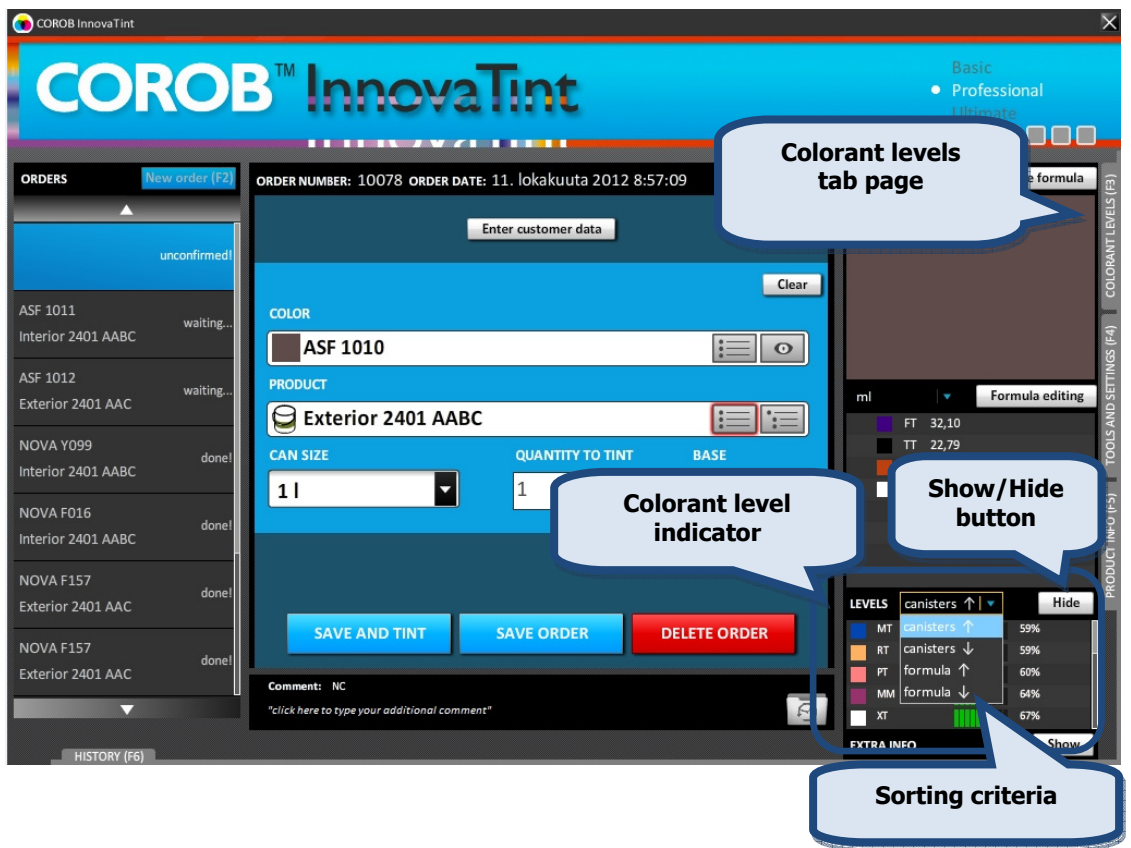 COROB InnovaTint
COROB™ InnovaTint
Basic
Professional
Ultimate
Colorant levels
tab page
ORDERS
New order (F2)
unconfirmed!
ASF 1011
waiting...
Interior 2401 AABC
ASF 1012
waiting...
Exterior 2401 AAC
NOVA Y099
done!
Interior 2401 AABC
NOVA F016
done!
Interior 2401 AABC
NOVA F157
done!
Exterior 2401 AAC
NOVA F157
done!
Exterior 2401 AAC
HISTORY (F6)
ORDER NUMBER: 10078 ORDER DATE: 11. lokakuuta 2012 8:57:09
Enter customer data
Clear
COLOR
ASF 1010
PRODUCT
Exterior 2401 AABC
CAN SIZE
QUANTITY TO TINT
BASE
1 l
1
Colorant level
indicator
SAVE AND TINT
SAVE ORDER
DELETE ORDER
Comment: NC
"click here to type your additional comment"
formula
ml
Formula editing
FT 32,10
TT 22,79
Show/Hide
button
LEVELS
canisters ↑
Hide
MT
canisters ↑
59%
RT
canisters ↓
59%
PT
formula ↑
60%
MM
formula ↓
64%
XT
67%
EXTRA INFO
Show
Sorting criteria
COLORANT LEVELS (F3)
TOOLS AND SETTINGS (F4)
PRODUCT INFO (F5)